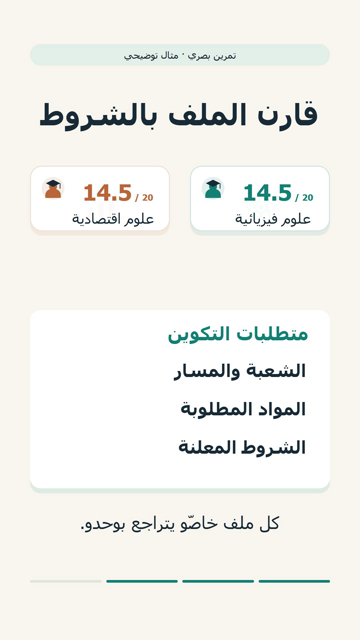 تمرين بصري · مثال توضيحي
قارن الملف بالشروط
14.5 / 20
علوم فيزيائية
14.5 / 20
علوم اقتصادية
متطلبات التكوين
الشعبة والمسار
المواد المطلوبة
الشروط المعلنة
كل ملف خاصّو يتراجع بوحدو.